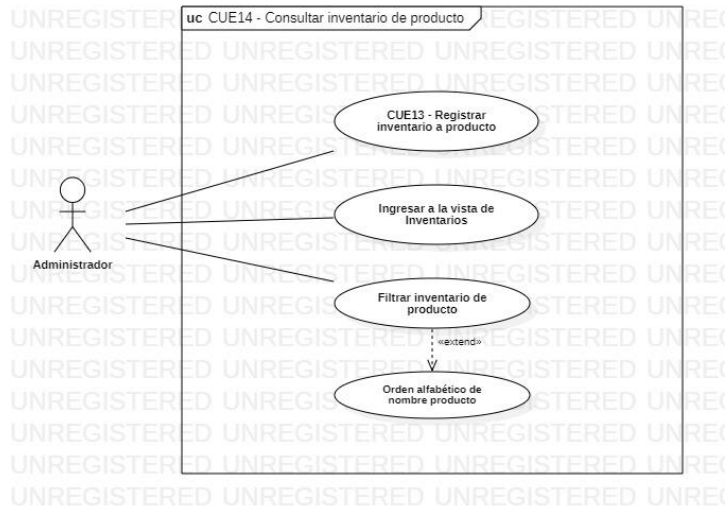 uc CUE14 - Consultar inventario de producto
CUE13 - Registrar
inventario a producto
Ingresar a la vista de
Inventarios
Administrador
Filtrar inventario de
producto
«extend»
Orden alfabético de
nombre producto
UNREGISTERED UNREGISTERED UNREGISTERED UNREG